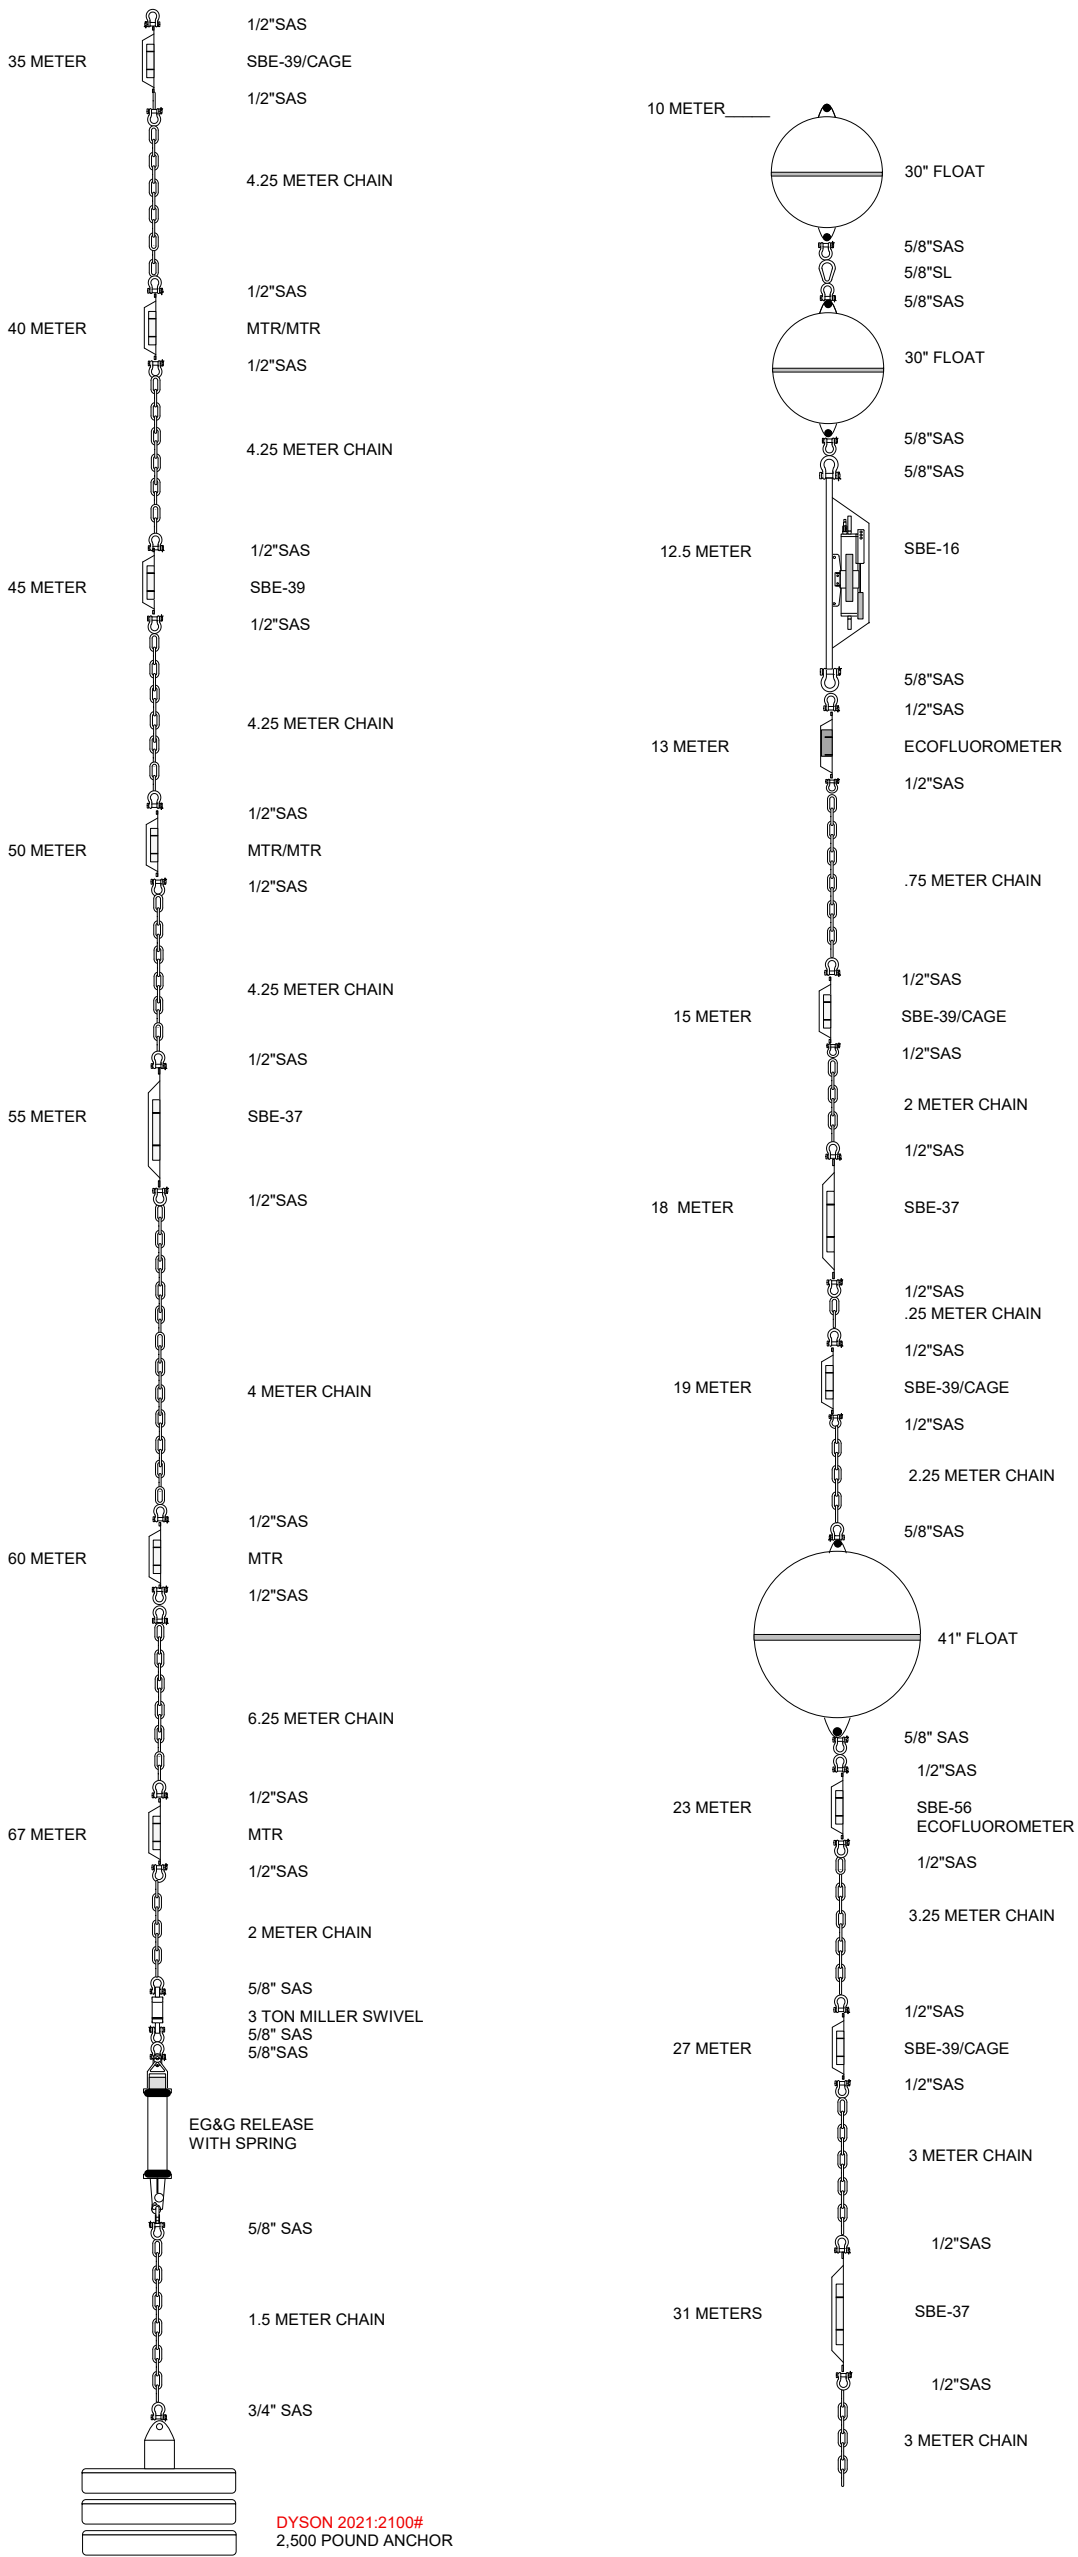 1/2"SAS
35 METER
SBE-39/CAGE
1/2"SAS
4.25 METER CHAIN
1/2"SAS
40 METER
MTR/MTR
1/2"SAS
4.25 METER CHAIN
1/2"SAS
45 METER
SBE-39
1/2"SAS
4.25 METER CHAIN
1/2"SAS
50 METER
MTR/MTR
1/2"SAS
4.25 METER CHAIN
1/2"SAS
55 METER
SBE-37
1/2"SAS
4 METER CHAIN
1/2"SAS
60 METER
MTR
1/2"SAS
6.25 METER CHAIN
1/2"SAS
67 METER
MTR
1/2"SAS
2 METER CHAIN
5/8" SAS
3 TON MILLER SWIVEL
5/8" SAS
5/8"SAS
EG&G RELEASE
WITH SPRING
5/8" SAS
1.5 METER CHAIN
3/4" SAS
DYSON 2021:2100#
2,500 POUND ANCHOR
10 METER_____
30" FLOAT
5/8"SAS
5/8"SL
5/8"SAS
30" FLOAT
5/8"SAS
5/8"SAS
12.5 METER
SBE-16
5/8"SAS
1/2"SAS
13 METER
ECOFLUOROMETER
1/2"SAS
.75 METER CHAIN
1/2"SAS
15 METER
SBE-39/CAGE
1/2"SAS
2 METER CHAIN
1/2"SAS
18 METER
SBE-37
1/2"SAS
.25 METER CHAIN
1/2"SAS
19 METER
SBE-39/CAGE
1/2"SAS
2.25 METER CHAIN
5/8"SAS
41" FLOAT
5/8" SAS
1/2"SAS
23 METER
SBE-56
ECOFLUOROMETER
1/2"SAS
3.25 METER CHAIN
1/2"SAS
27 METER
SBE-39/CAGE
1/2"SAS
3 METER CHAIN
1/2"SAS
31 METERS
SBE-37
1/2"SAS
3 METER CHAIN